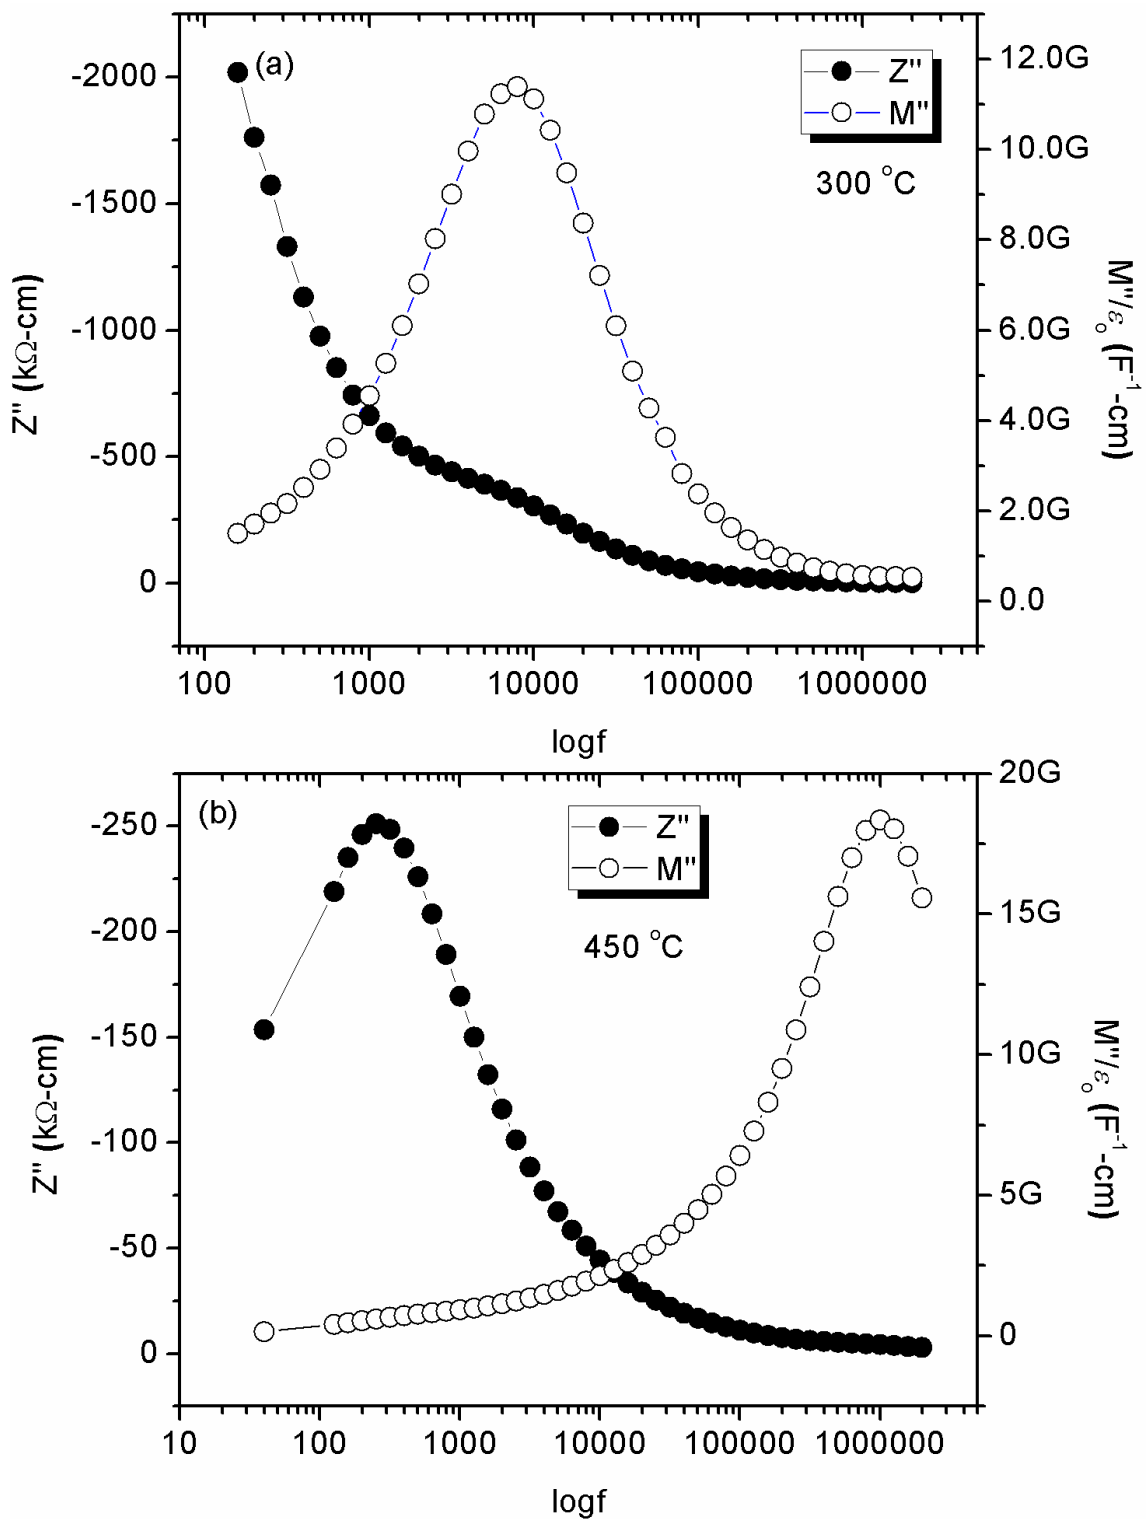 (a)
Z''
M''
300 °C
-2000
-1500
-1000
-500
0
Z'' (kΩ-cm)
12.0G
10.0G
8.0G
6.0G
4.0G
2.0G
0.0
M''/εo (F-1-cm)
100 1000 10000 100000 1000000
logf
(b)
Z''
M''
450 °C
-250
-200
-150
-100
-50
0
Z'' (kΩ-cm)
20G
15G
10G
5G
0
M''/εo (F-1-cm)
10 100 1000 10000 100000 1000000
logf